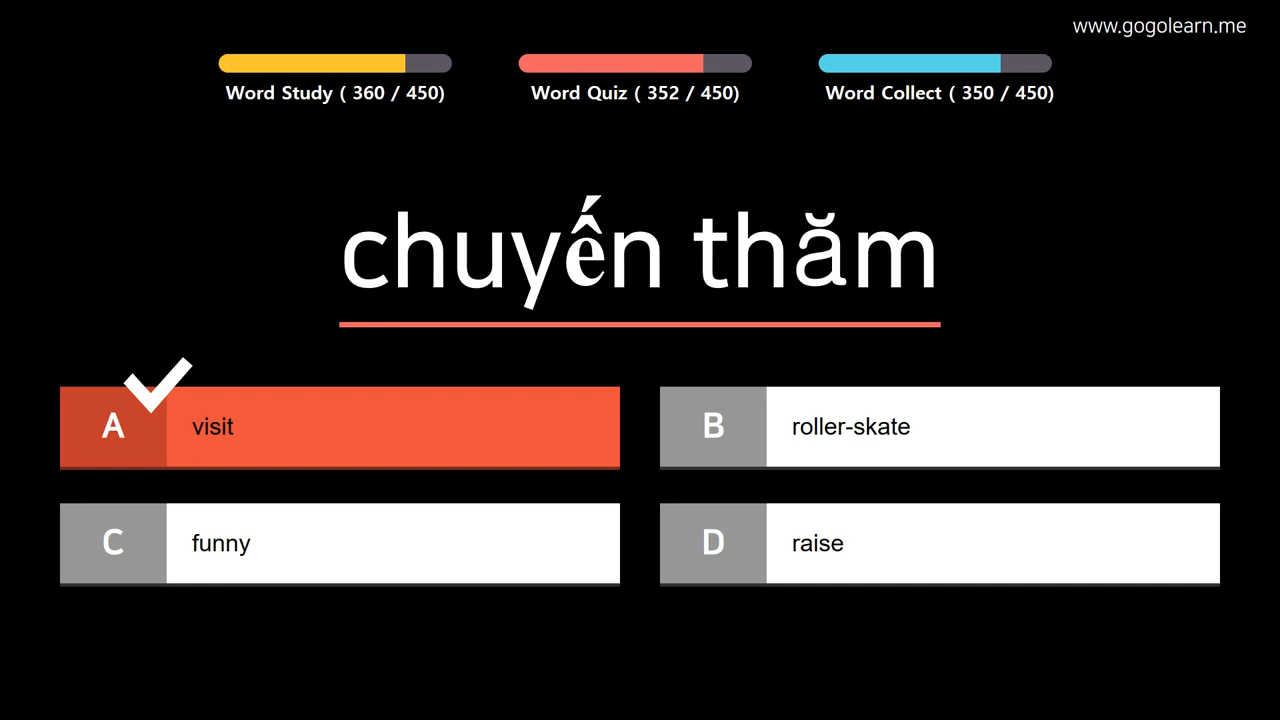 www.gogolearn.me
Word Study ( 360 / 450)
Word Quiz ( 352 / 450)
Word Collect ( 350 / 450)
chuyến thăm
A visit
B roller-skate
C funny
D raise